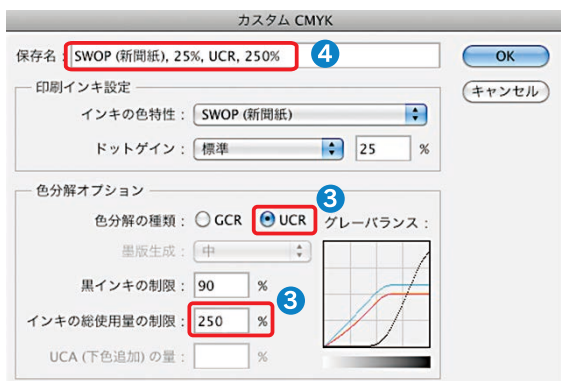 カスタム CMYK
保存名 : SWOP (新聞紙), 25%, UCR, 250% 4 OK
印刷インキ設定 キャンセル
インキの色特性 : SWOP (新聞紙)
ドットゲイン : 標準 25 %
色分解オプション
3
色分解の種類 : GCR UCR グレーバランス :
墨版生成 : 中
黒インキの制限 : 90 %
3
インキの総使用量の制限 : 250 %
UCA (下色追加) の量 : %